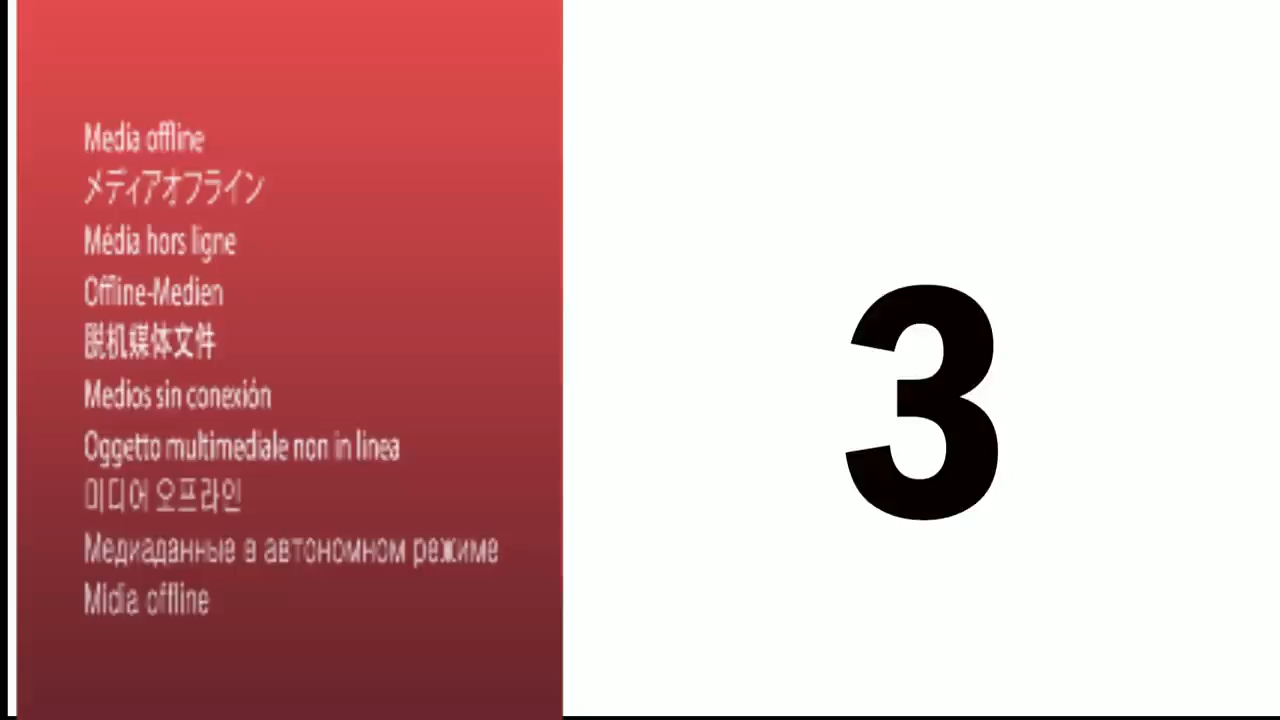 Media offline
メディアオフライン
Média hors ligne
Offline-Medien
脱机媒体文件
Medios sin conexión
Oggetto multimediale non in linea
미디어 오프라인
Медиаданные в автономном режиме
Mídia offline
3